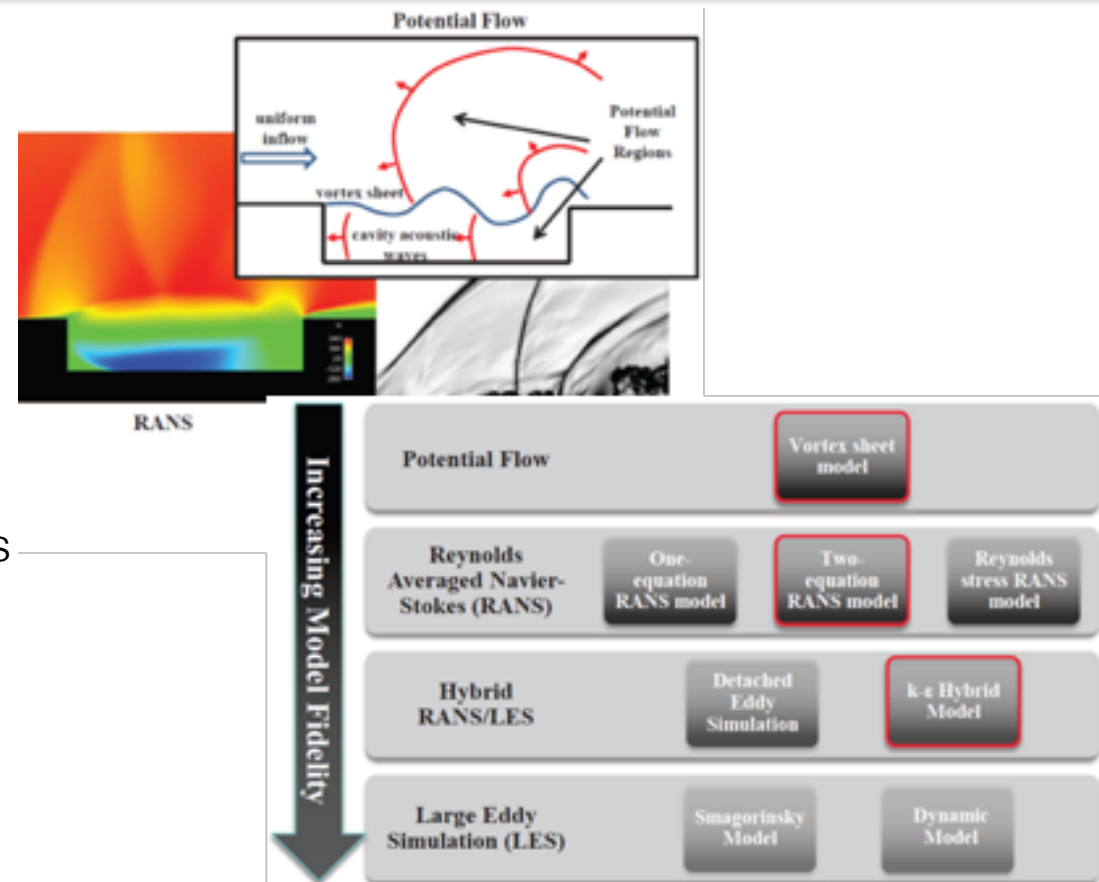 Potential Flow
uniform
inflow
Potential
Flow
Regions
vortex sheet
cavity acoustic
waves
RANS
S
Increasing Model Fidelity
Potential Flow
Vortex sheet
model
Reynolds
Averaged Navier-
Stokes (RANS)
One-
equation
RANS model
Two-
equation
RANS model
Reynolds
stress RANS
model
Hybrid
RANS/LES
Detached
Eddy
Simulation
k-ε Hybrid
Model
Large Eddy
Simulation (LES)
Smagorinsky
Model
Dynamic
Model